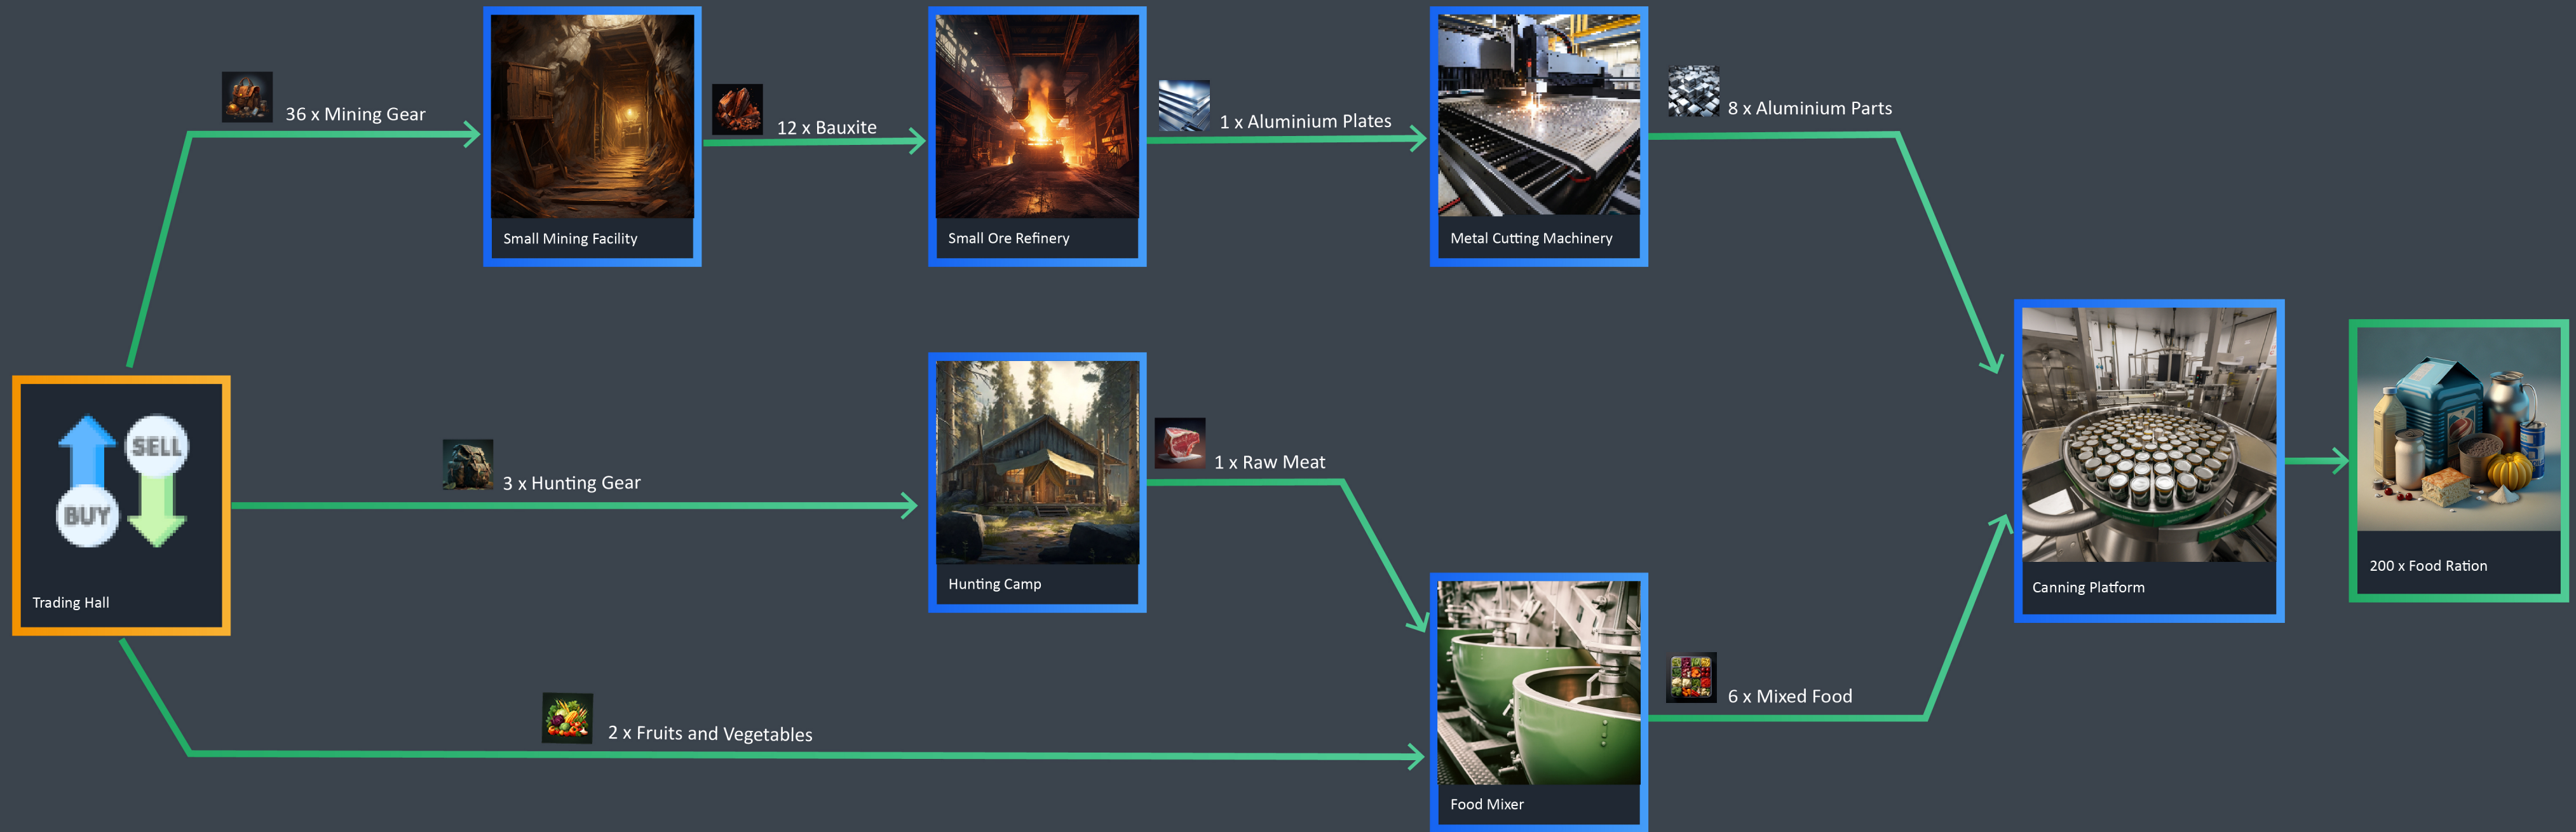 36 x Mining Gear
Small Mining Facility
12 x Bauxite
Small Ore Refinery
1 x Aluminium Plates
Metal Cutting Machinery
8 x Aluminium Parts
SELL
BUY
Trading Hall
3 x Hunting Gear
Hunting Camp
1 x Raw Meat
2 x Fruits and Vegetables
Food Mixer
6 x Mixed Food
Canning Platform
200 x Food Ration